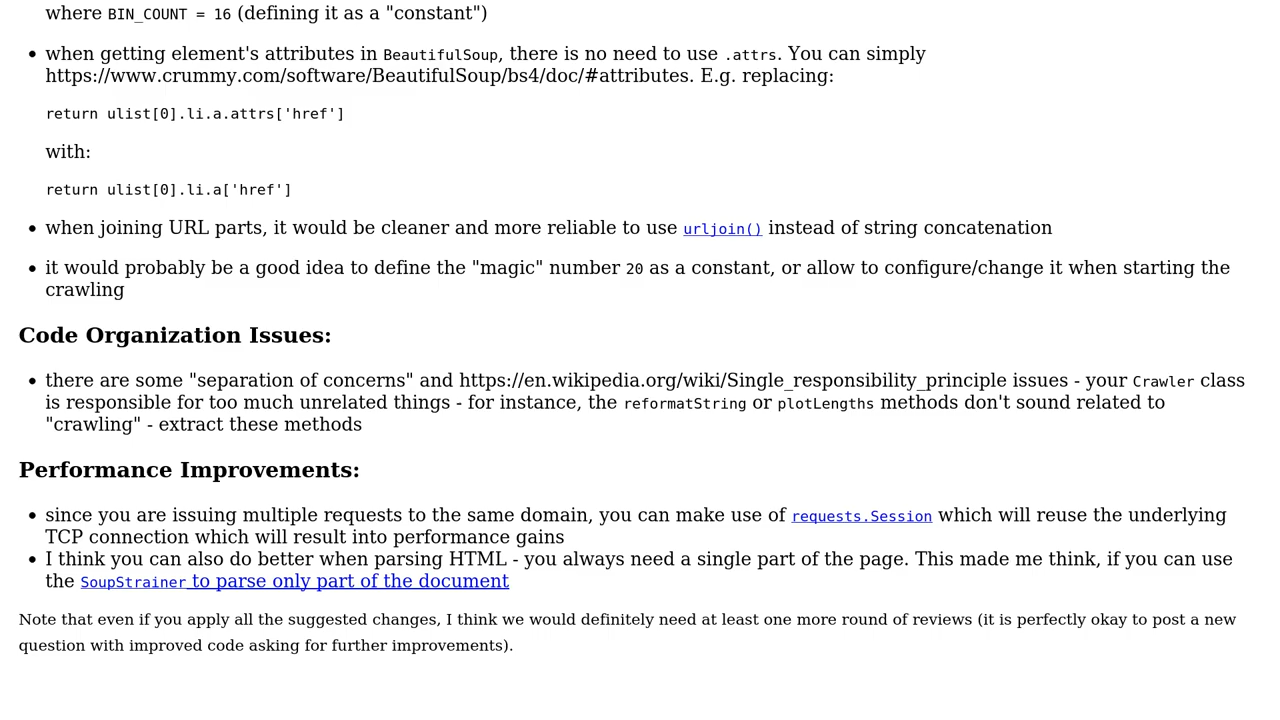 where BIN_COUNT = 16 (defining it as a "constant")
• when getting element's attributes in BeautifulSoup, there is no need to use .attrs. You can simply
https://www.crummy.com/software/BeautifulSoup/bs4/doc/#attributes. E.g. replacing:
return ulist[0].li.a.attrs['href']
with:
return ulist[0].li.a['href']
• when joining URL parts, it would be cleaner and more reliable to use urljoin() instead of string concatenation
• it would probably be a good idea to define the "magic" number 20 as a constant, or allow to configure/change it when starting the
crawling
Code Organization Issues:
• there are some "separation of concerns" and https://en.wikipedia.org/wiki/Single_responsibility_principle issues - your Crawler class
is responsible for too much unrelated things - for instance, the reformatString or plotLengths methods don't sound related to
"crawling" - extract these methods
Performance Improvements:
• since you are issuing multiple requests to the same domain, you can make use of requests.Session which will reuse the underlying
TCP connection which will result into performance gains
• I think you can also do better when parsing HTML - you always need a single part of the page. This made me think, if you can use
the SoupStrainer to parse only part of the document
Note that even if you apply all the suggested changes, I think we would definitely need at least one more round of reviews (it is perfectly okay to post a new
question with improved code asking for further improvements).